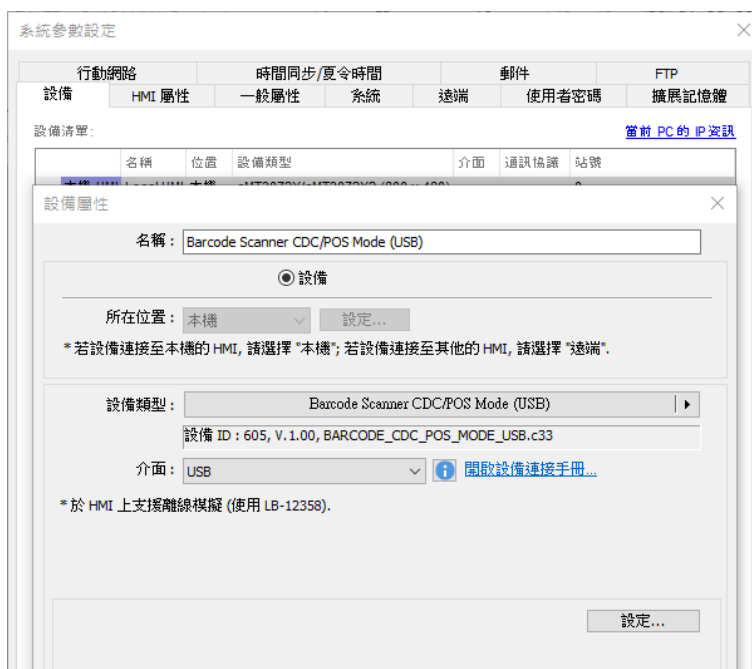 系統參數設定
行動網路 時間同步/夏令時間 郵件 FTP
設備 HMI 屬性 一般屬性 系統 遠端 使用者密碼 擴展記憶體
設備清單: 當前 PC 的 IP 資訊
名稱 位置 設備類型 介面 通訊協議 站號
設備屬性
名稱 : Barcode Scanner CDC/POS Mode (USB)
設備
所在位置 : 本機 設定...
* 若設備連接至本機的 HMI, 請選擇 "本機"; 若設備連接至其他的 HMI, 請選擇 "遠端".
設備類型 : Barcode Scanner CDC/POS Mode (USB)
設備 ID : 605, V.1.00, BARCODE_CDC_POS_MODE_USB.c33
介面 : USB 開啟設備連接手冊...
* 於 HMI 上支援離線模擬 (使用 LB-12358).
設定...